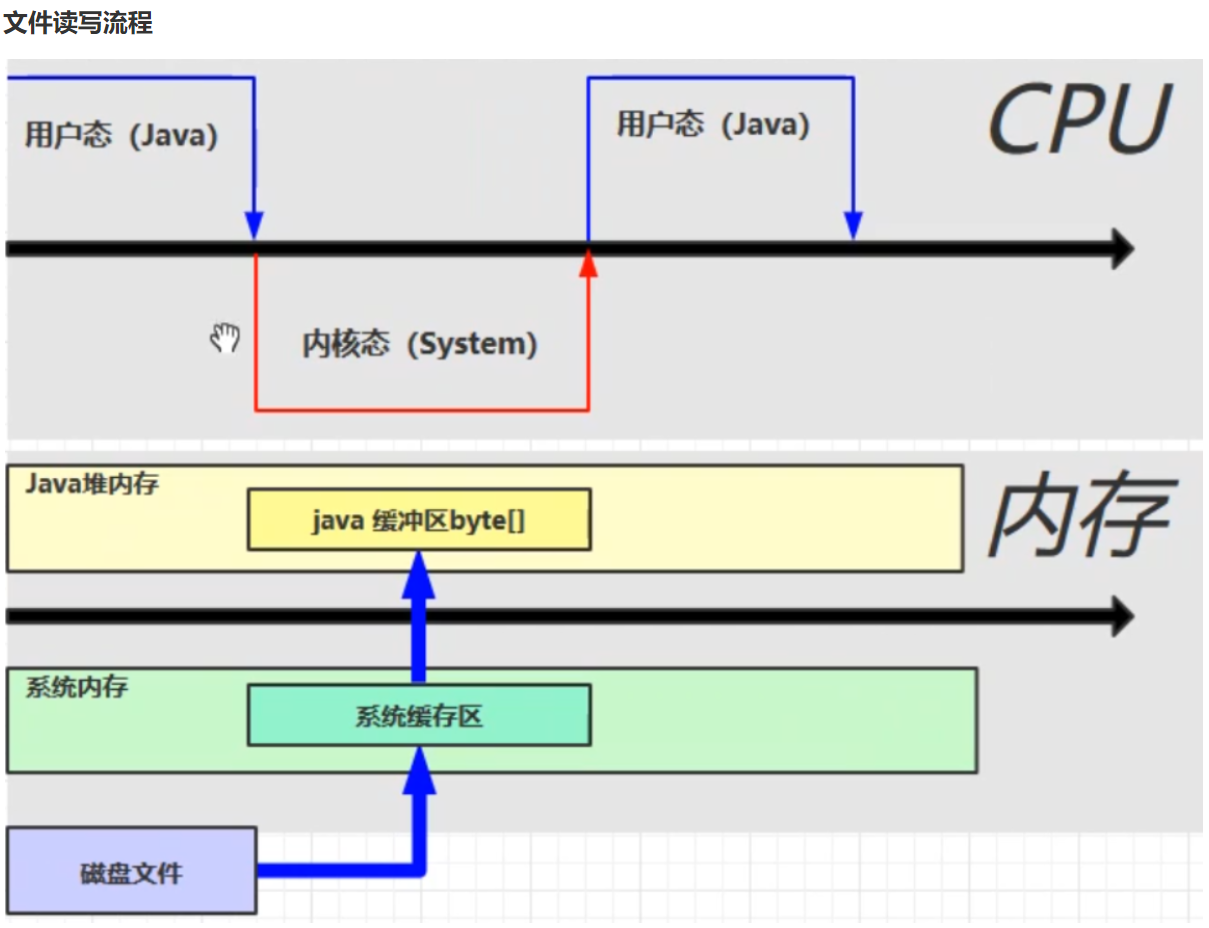 文件读写流程
用户态（Java)
用户态（Java)
CPU
内核态（System)
Java堆内存
java 缓冲区byte[]
内存
系统内存
系统缓存区
磁盘文件